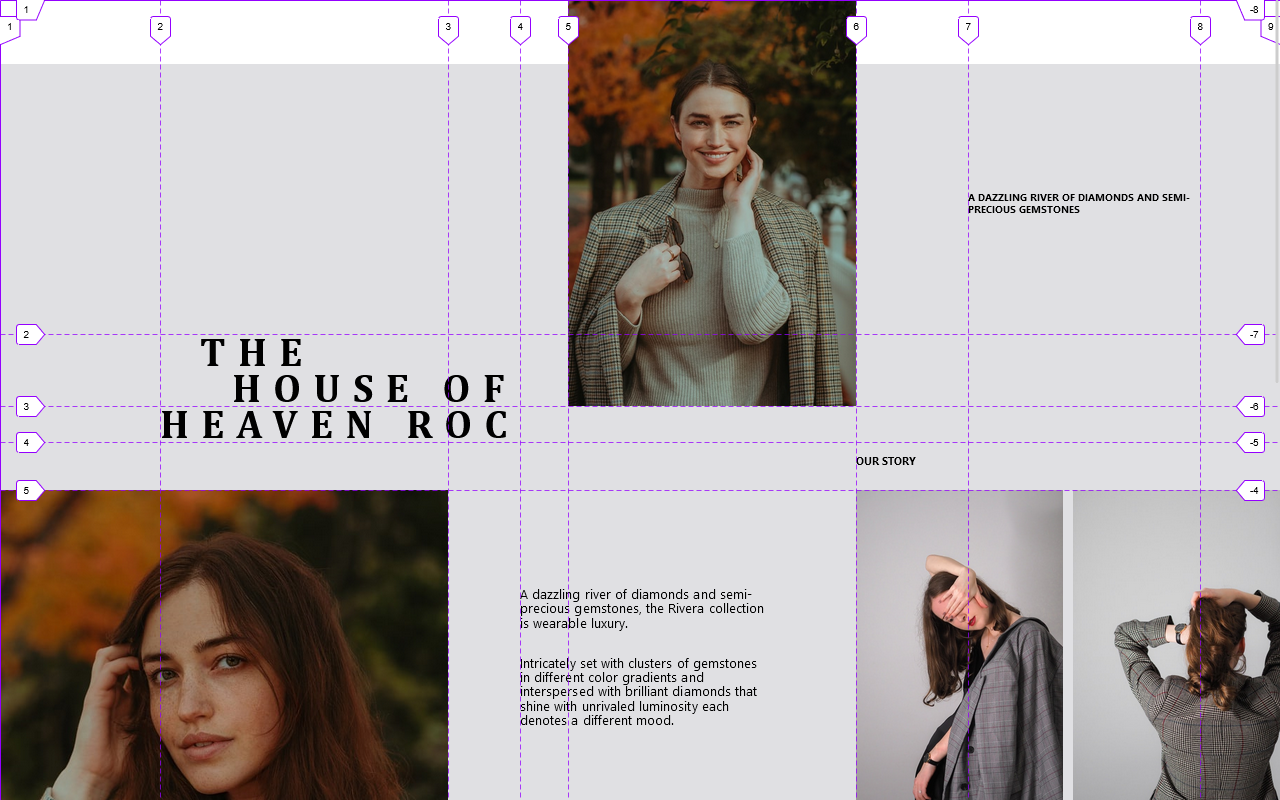 1
1
2
3
4
5
6
7
8
-8
9
A DAZZLING RIVER OF DIAMONDS AND SEMI-
PRECIOUS GEMSTONES
2
-7
THE
HOUSE OF
3
-6
HEAVEN ROC
4
-5
OUR STORY
5
-4
A dazzling river of diamonds and semi-
precious gemstones, the Rivera collection
is wearable luxury.
Intricately set with clusters of gemstones
in different color gradients and
interspersed with brilliant diamonds that
shine with unrivaled luminosity each
denotes a different mood.